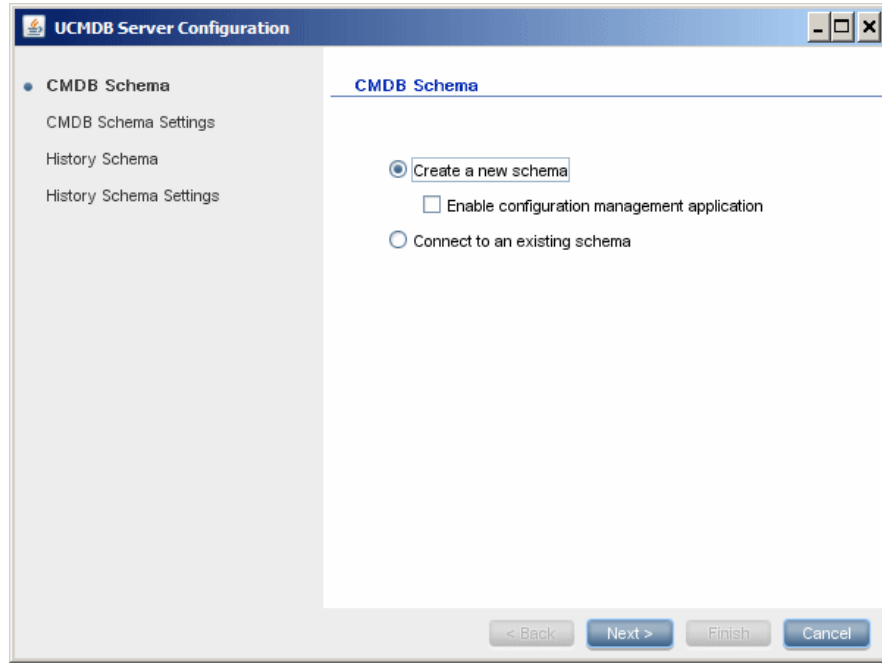 UCMDB Server Configuration
CMDB Schema
CMDB Schema Settings
History Schema
History Schema Settings
CMDB Schema
Create a new schema
Enable configuration management application
Connect to an existing schema
< Back Next > Finish Cancel